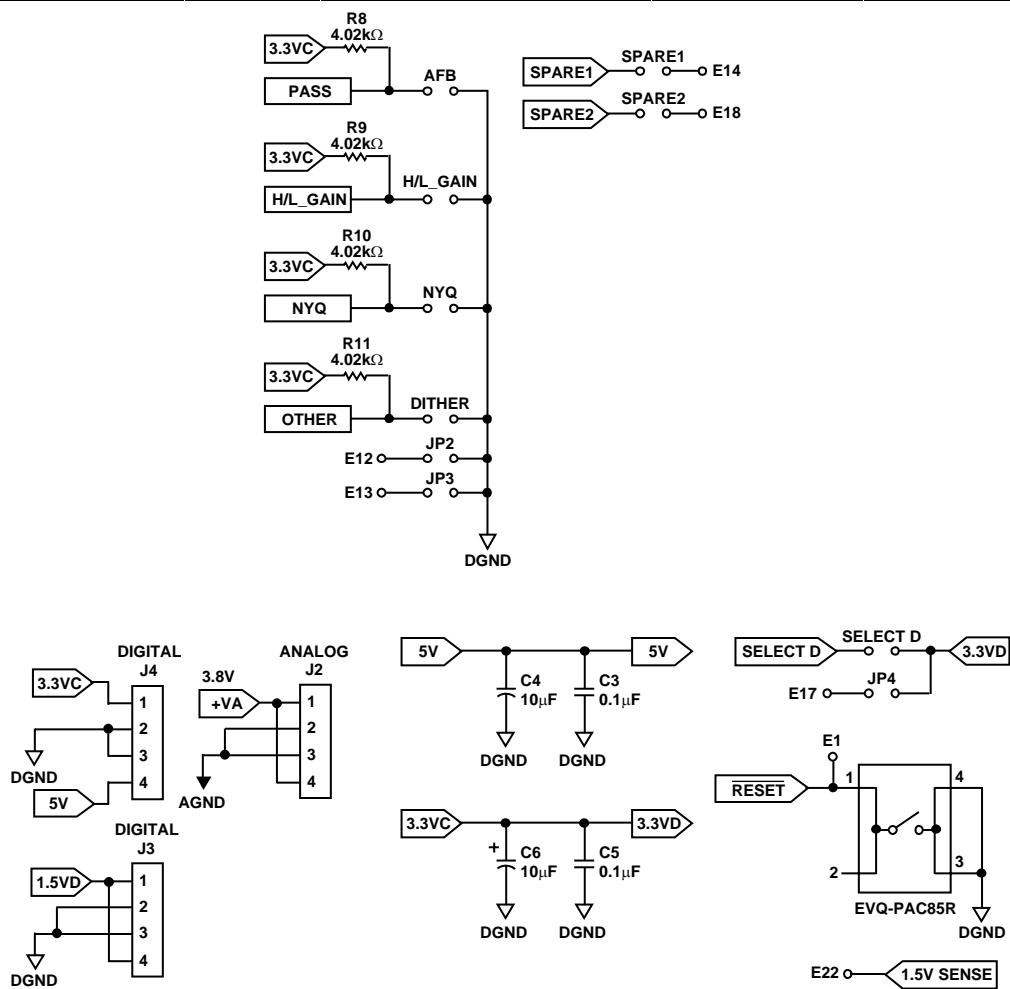 R8
4.02kΩ
3.3VC
PASS
AFB
SPARE1
SPARE1
E14
SPARE2
SPARE2
E18
R9
4.02kΩ
3.3VC
H/L_GAIN
H/L_GAIN
R10
4.02kΩ
3.3VC
NYQ
NYQ
R11
4.02kΩ
3.3VC
OTHER
DITHER
E12
JP2
E13
JP3
DGND
DIGITAL
J4
3.3VC
1
2
3
4
DGND
5V
ANALOG
J2
3.8V
+VA
1
2
3
4
AGND
DIGITAL
J3
1.5VD
1
2
3
4
DGND
5V
5V
C4
10μF
C3
0.1μF
DGND
DGND
3.3VC
3.3VD
+
C6
10μF
C5
0.1μF
DGND
DGND
SELECT D
SELECT D
3.3VD
E17
JP4
E1
RESET
1
4
2
3
EVQ-PAC85R
DGND
E22
1.5V SENSE